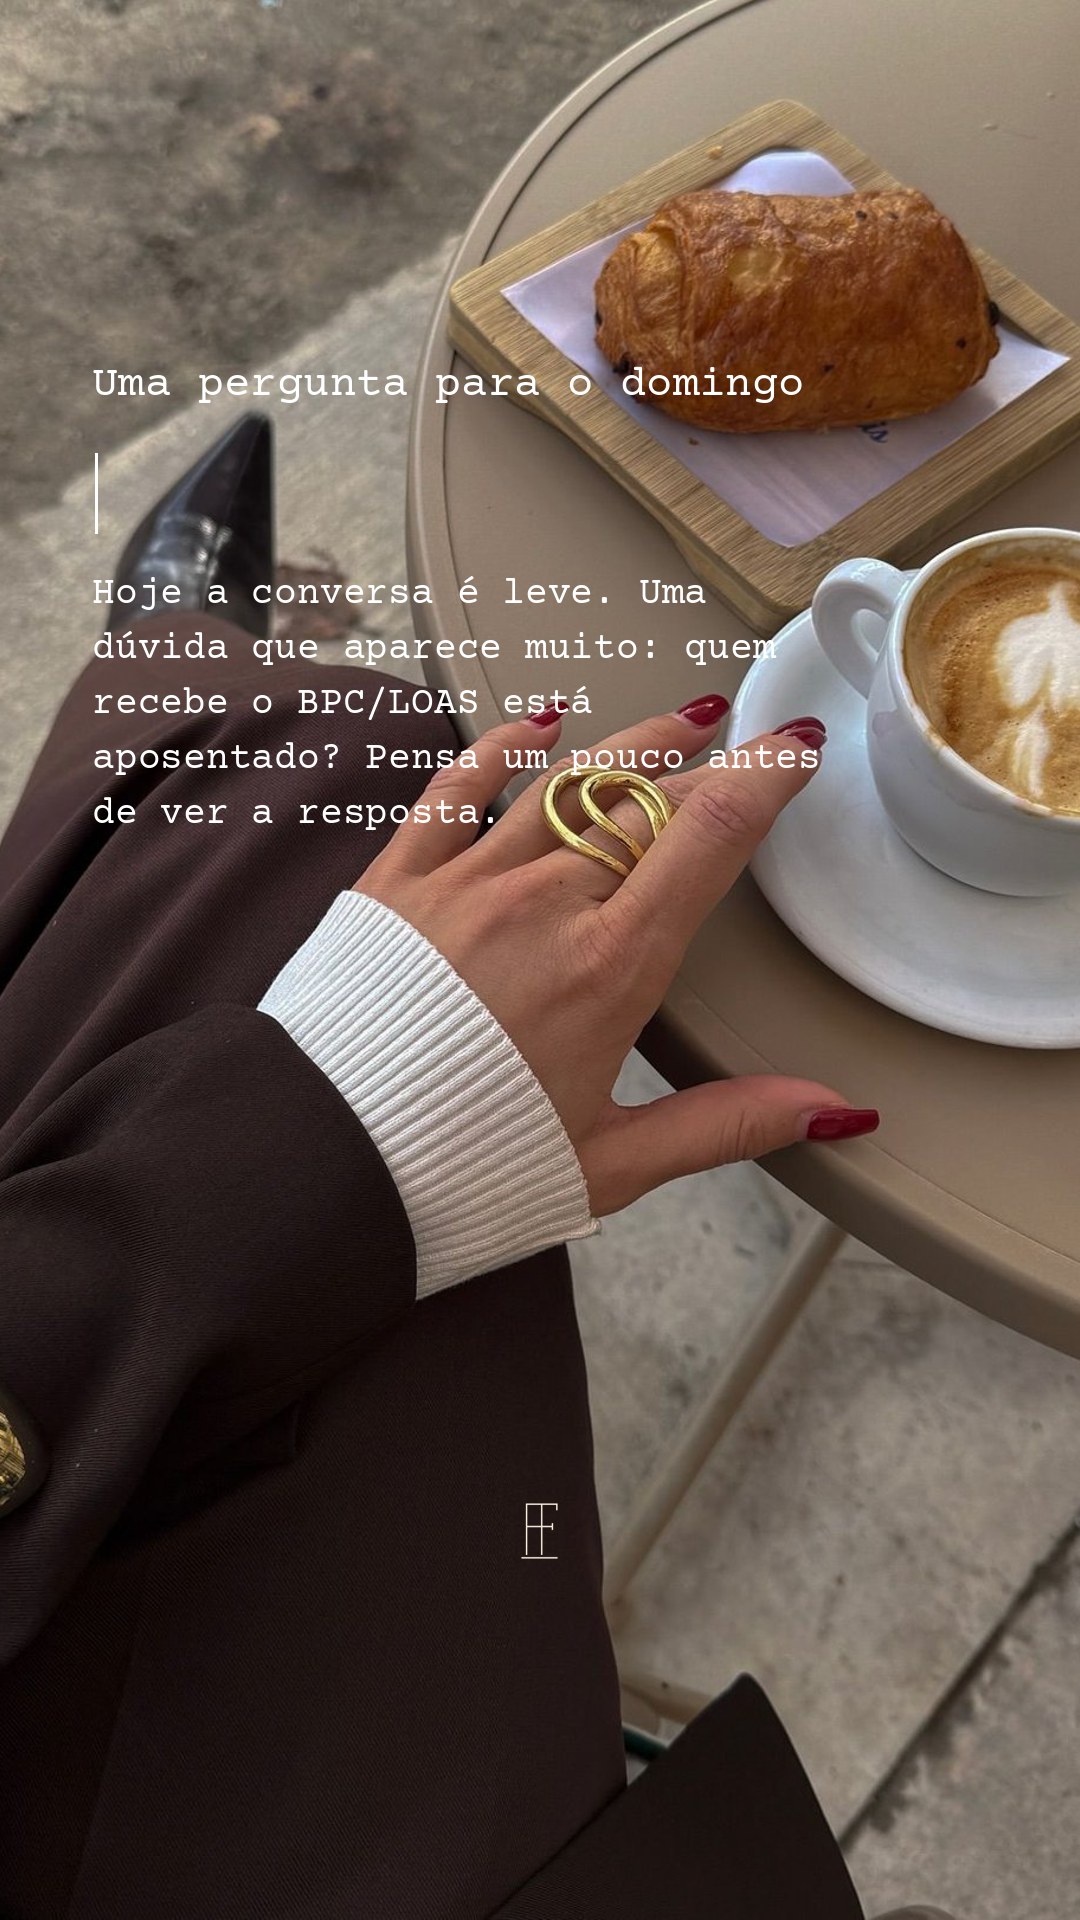 Uma pergunta para o domingo
Hoje a conversa é leve. Uma
dúvida que aparece muito: quem
recebe o BPC/LOAS está
aposentado? Pensa um pouco antes
de ver a resposta.